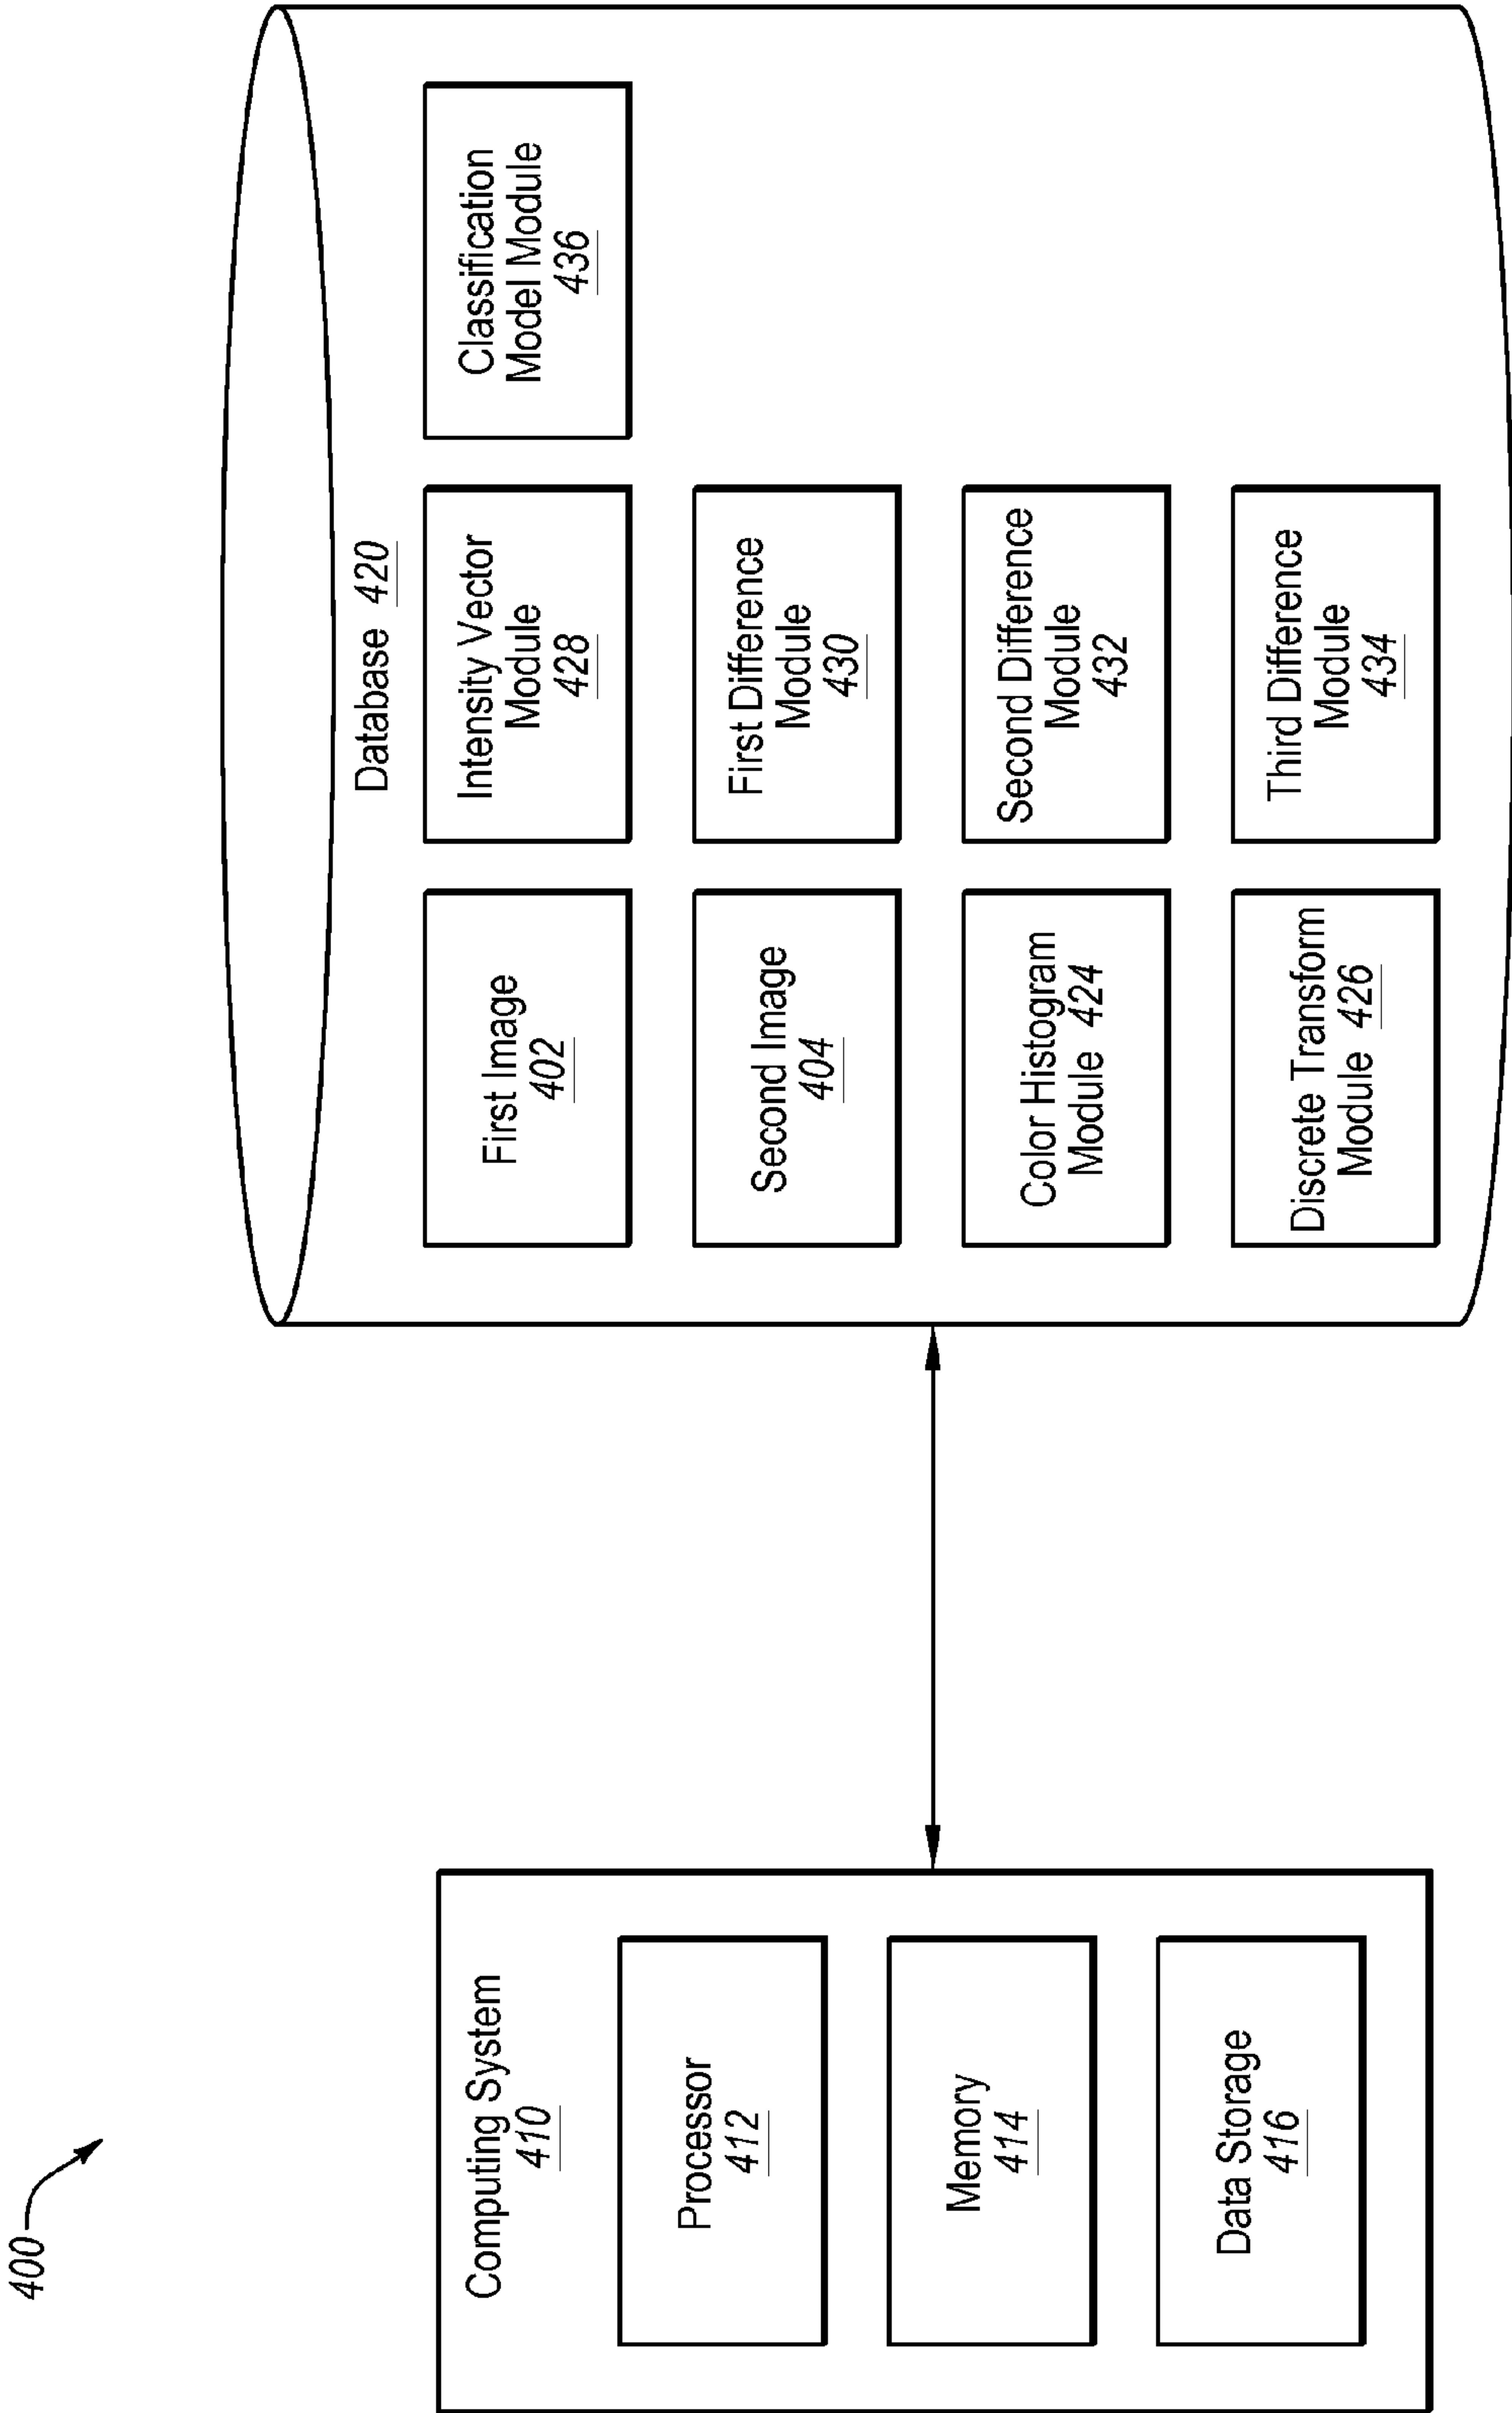 400
Computing System
410
Processor
412
Memory
414
Data Storage
416
Database 420
First Image
402
Second Image
404
Color Histogram
Module 424
Discrete Transform
Module 426
Intensity Vector
Module
428
First Difference
Module
430
Second Difference
Module
432
Third Difference
Module
434
Classification
Model Module
436